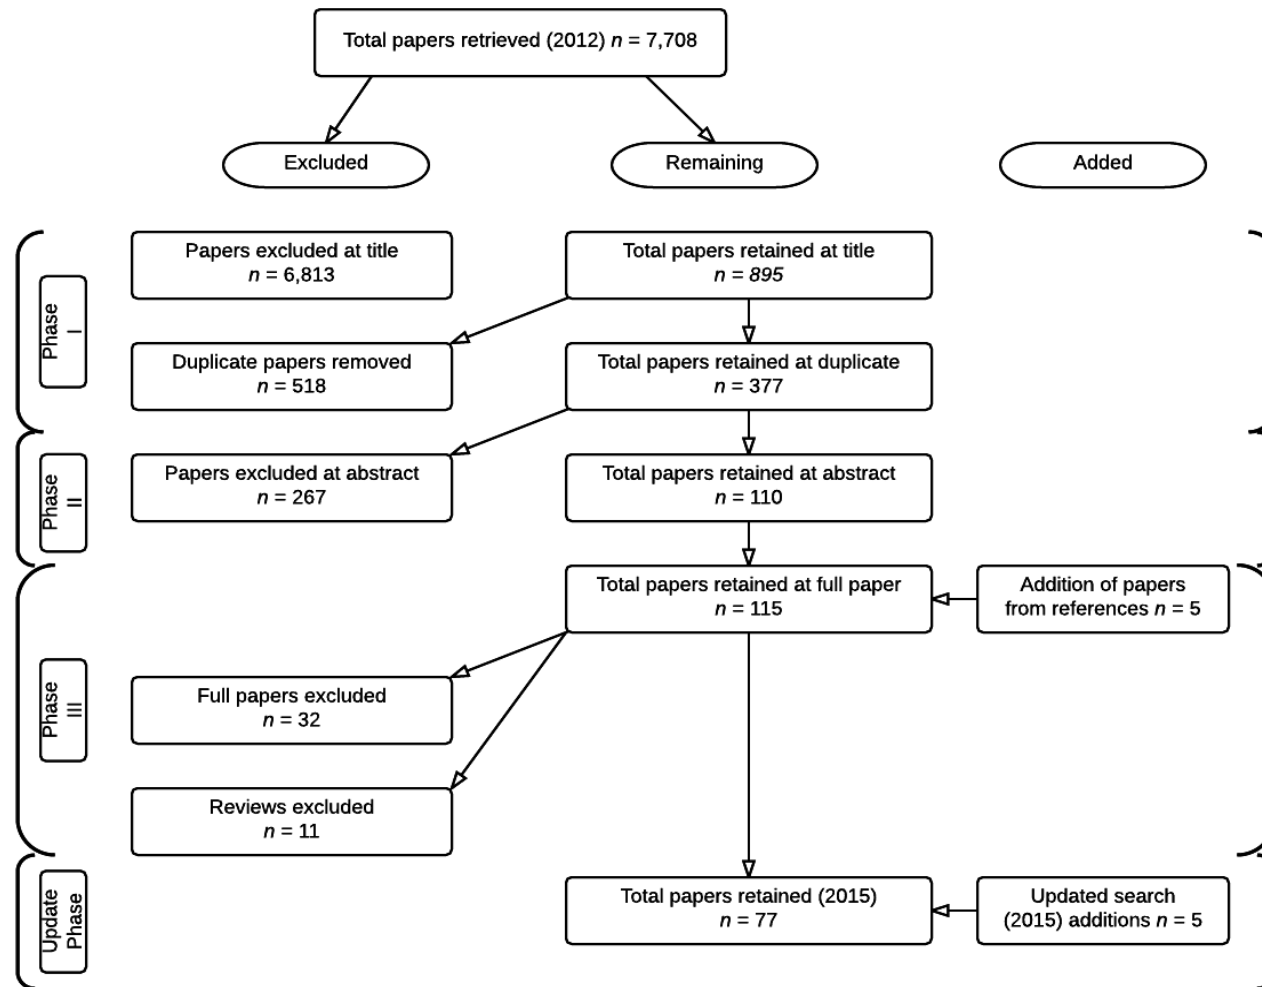 Total papers retrieved (2012) n = 7,708
Excluded
Remaining
Added
Phase
I
Papers excluded at title
n = 6,813
Total papers retained at title
n = 895
Duplicate papers removed
n = 518
Total papers retained at duplicate
n = 377
Phase
II
Papers excluded at abstract
n = 267
Total papers retained at abstract
n = 110
Phase
III
Total papers retained at full paper
n = 115
Addition of papers
from references n = 5
Full papers excluded
n = 32
Reviews excluded
n = 11
Update
Phase
Total papers retained (2015)
n = 77
Updated search
(2015) additions n = 5